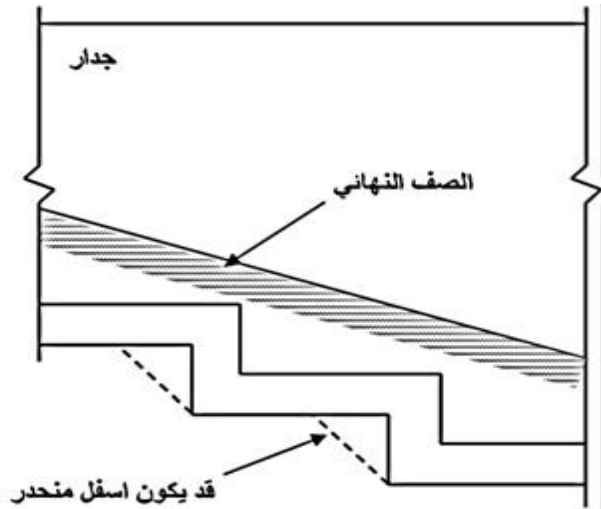 جدار
الصف النهائي
قد يكون اسفل منحدر